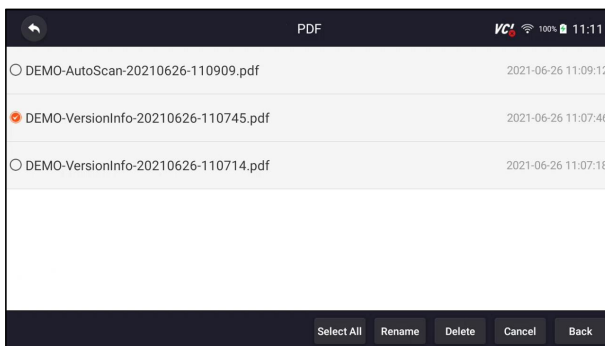 PDF VCI 100% 11:11
DEMO-AutoScan-20210626-110909.pdf 2021-06-26 11:09:12
DEMO-VersionInfo-20210626-110745.pdf 2021-06-26 11:07:46
DEMO-VersionInfo-20210626-110714.pdf 2021-06-26 11:07:18
Select All Rename Delete Cancel Back